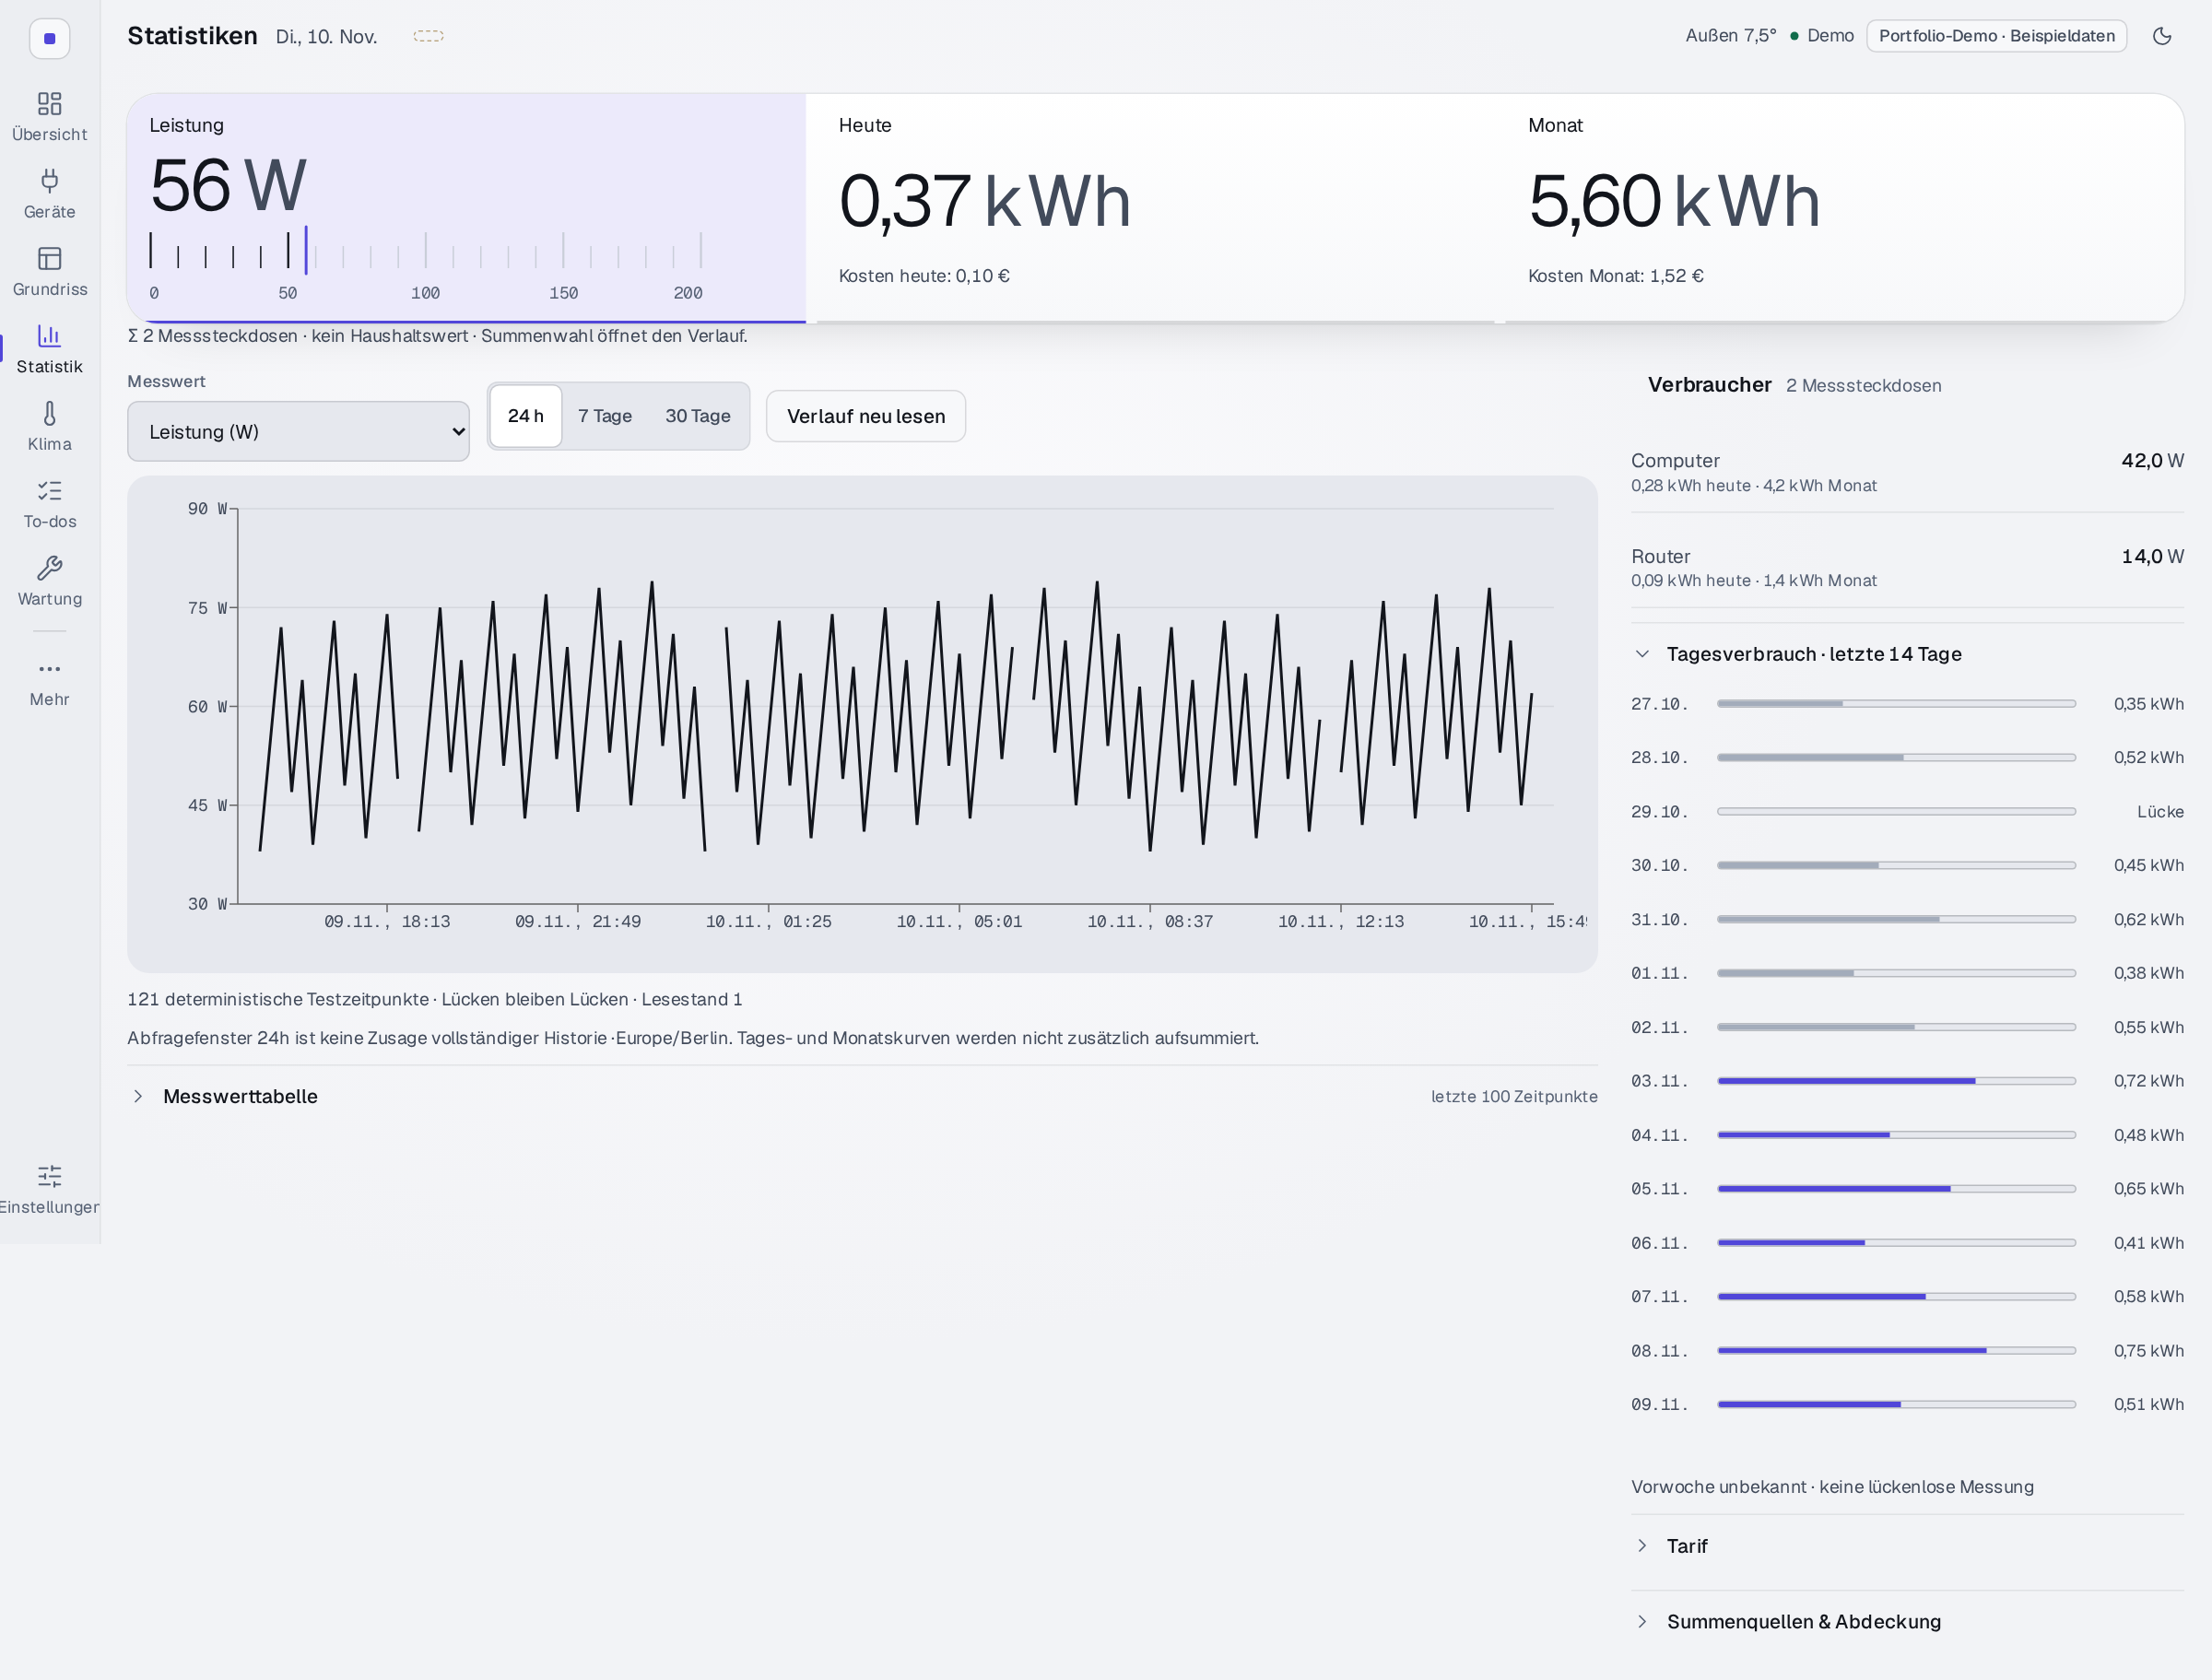 Statistiken Di., 10. Nov.
Außen 7,5° Demo Portfolio-Demo · Beispieldaten
Übersicht
Geräte
Grundriss
Statistik
Klima
To-dos
Wartung
Mehr
Einstellungen
Leistung
56 W
0 50 100 150 200
Heute
0,37 kWh
Kosten heute: 0,10 €
Monat
5,60 kWh
Kosten Monat: 1,52 €
Σ 2 Messsteckdosen · kein Haushaltswert · Summenwahl öffnet den Verlauf.
Messwert
Leistung (W)
24 h 7 Tage 30 Tage
Verlauf neu lesen
90 W
75 W
60 W
45 W
30 W
09.11., 18:13 09.11., 21:49 10.11., 01:25 10.11., 05:01 10.11., 08:37 10.11., 12:13 10.11., 15:49
121 deterministische Testzeitpunkte · Lücken bleiben Lücken · Lesestand 1
Abfragefenster 24h ist keine Zusage vollständiger Historie ·Europe/Berlin. Tages- und Monatskurven werden nicht zusätzlich aufsummiert.
Messwerttabelle letzte 100 Zeitpunkte
Verbraucher 2 Messsteckdosen
Computer 42,0 W
0,28 kWh heute · 4,2 kWh Monat
Router 14,0 W
0,09 kWh heute · 1,4 kWh Monat
Tagesverbrauch · letzte 14 Tage
27.10. 0,35 kWh
28.10. 0,52 kWh
29.10. Lücke
30.10. 0,45 kWh
31.10. 0,62 kWh
01.11. 0,38 kWh
02.11. 0,55 kWh
03.11. 0,72 kWh
04.11. 0,48 kWh
05.11. 0,65 kWh
06.11. 0,41 kWh
07.11. 0,58 kWh
08.11. 0,75 kWh
09.11. 0,51 kWh
Vorwoche unbekannt · keine lückenlose Messung
Tarif
Summenquellen & Abdeckung